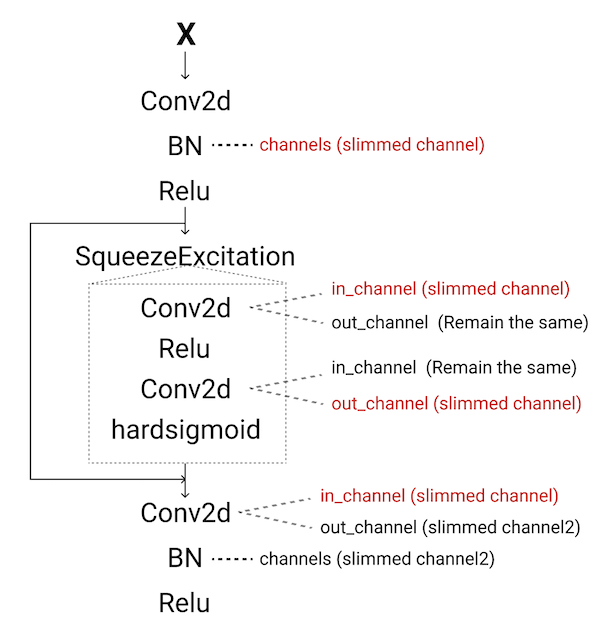 X
Conv2d
BN channels (slimmed channel)
Relu
SqueezeExcitation
in_channel (slimmed channel)
Conv2d
out_channel (Remain the same)
Relu
in_channel (Remain the same)
Conv2d
out_channel (slimmed channel)
hardsigmoid
in_channel (slimmed channel)
Conv2d
out_channel (slimmed channel2)
BN channels (slimmed channel2)
Relu